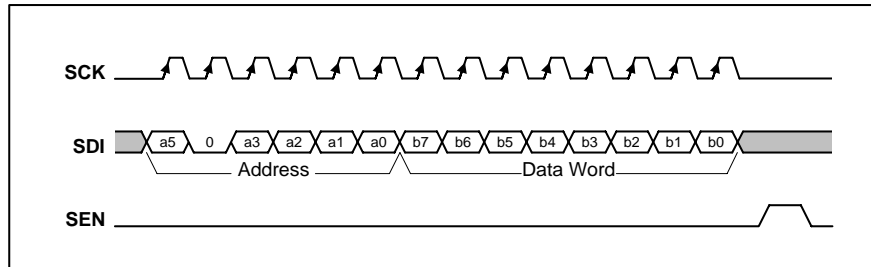 SCK
SDI a5 0 a3 a2 a1 a0 b7 b6 b5 b4 b3 b2 b1 b0
Address Data Word
SEN